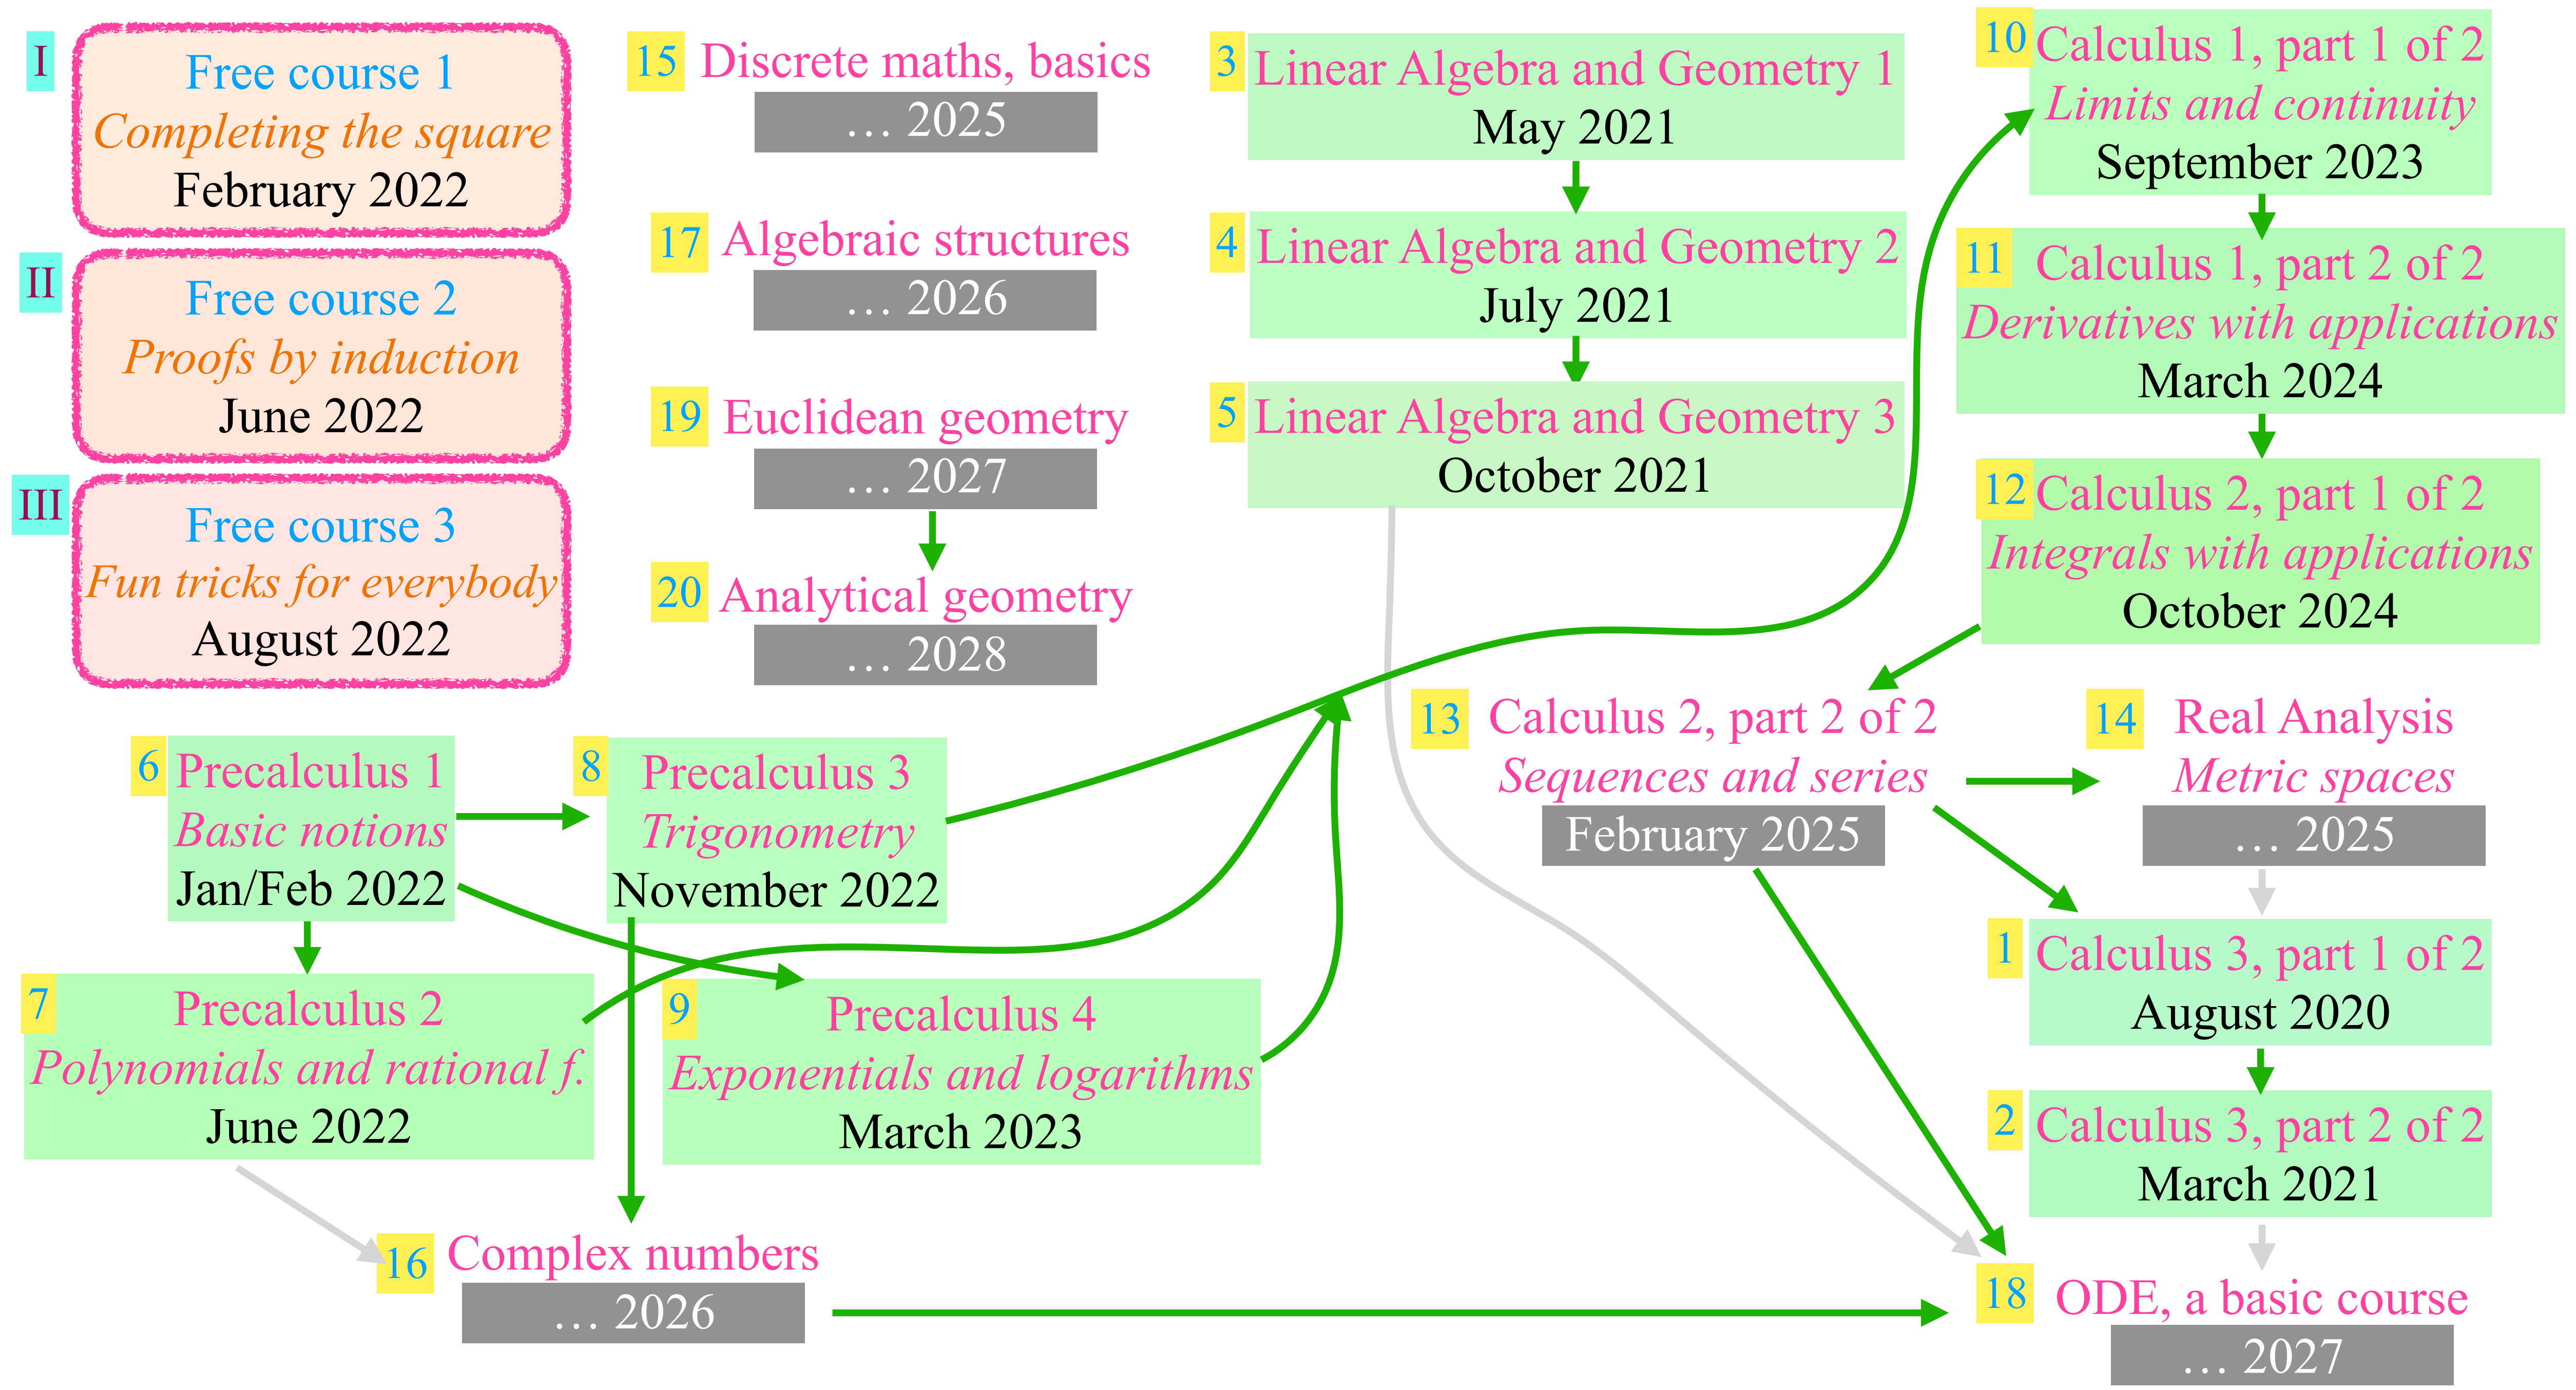 I
Free course 1
Completing the square
February 2022
II
Free course 2
Proofs by induction
June 2022
III
Free course 3
Fun tricks for everybody
August 2022
15 Discrete maths, basics
… 2025
17 Algebraic structures
… 2026
19 Euclidean geometry
… 2027
20 Analytical geometry
… 2028
3 Linear Algebra and Geometry 1
May 2021
4 Linear Algebra and Geometry 2
July 2021
5 Linear Algebra and Geometry 3
October 2021
10 Calculus 1, part 1 of 2
Limits and continuity
September 2023
11 Calculus 1, part 2 of 2
Derivatives with applications
March 2024
12 Calculus 2, part 1 of 2
Integrals with applications
October 2024
6 Precalculus 1
Basic notions
Jan/Feb 2022
8 Precalculus 3
Trigonometry
November 2022
13 Calculus 2, part 2 of 2
Sequences and series
February 2025
14 Real Analysis
Metric spaces
… 2025
7 Precalculus 2
Polynomials and rational f.
June 2022
9 Precalculus 4
Exponentials and logarithms
March 2023
1 Calculus 3, part 1 of 2
August 2020
2 Calculus 3, part 2 of 2
March 2021
16 Complex numbers
… 2026
18 ODE, a basic course
… 2027